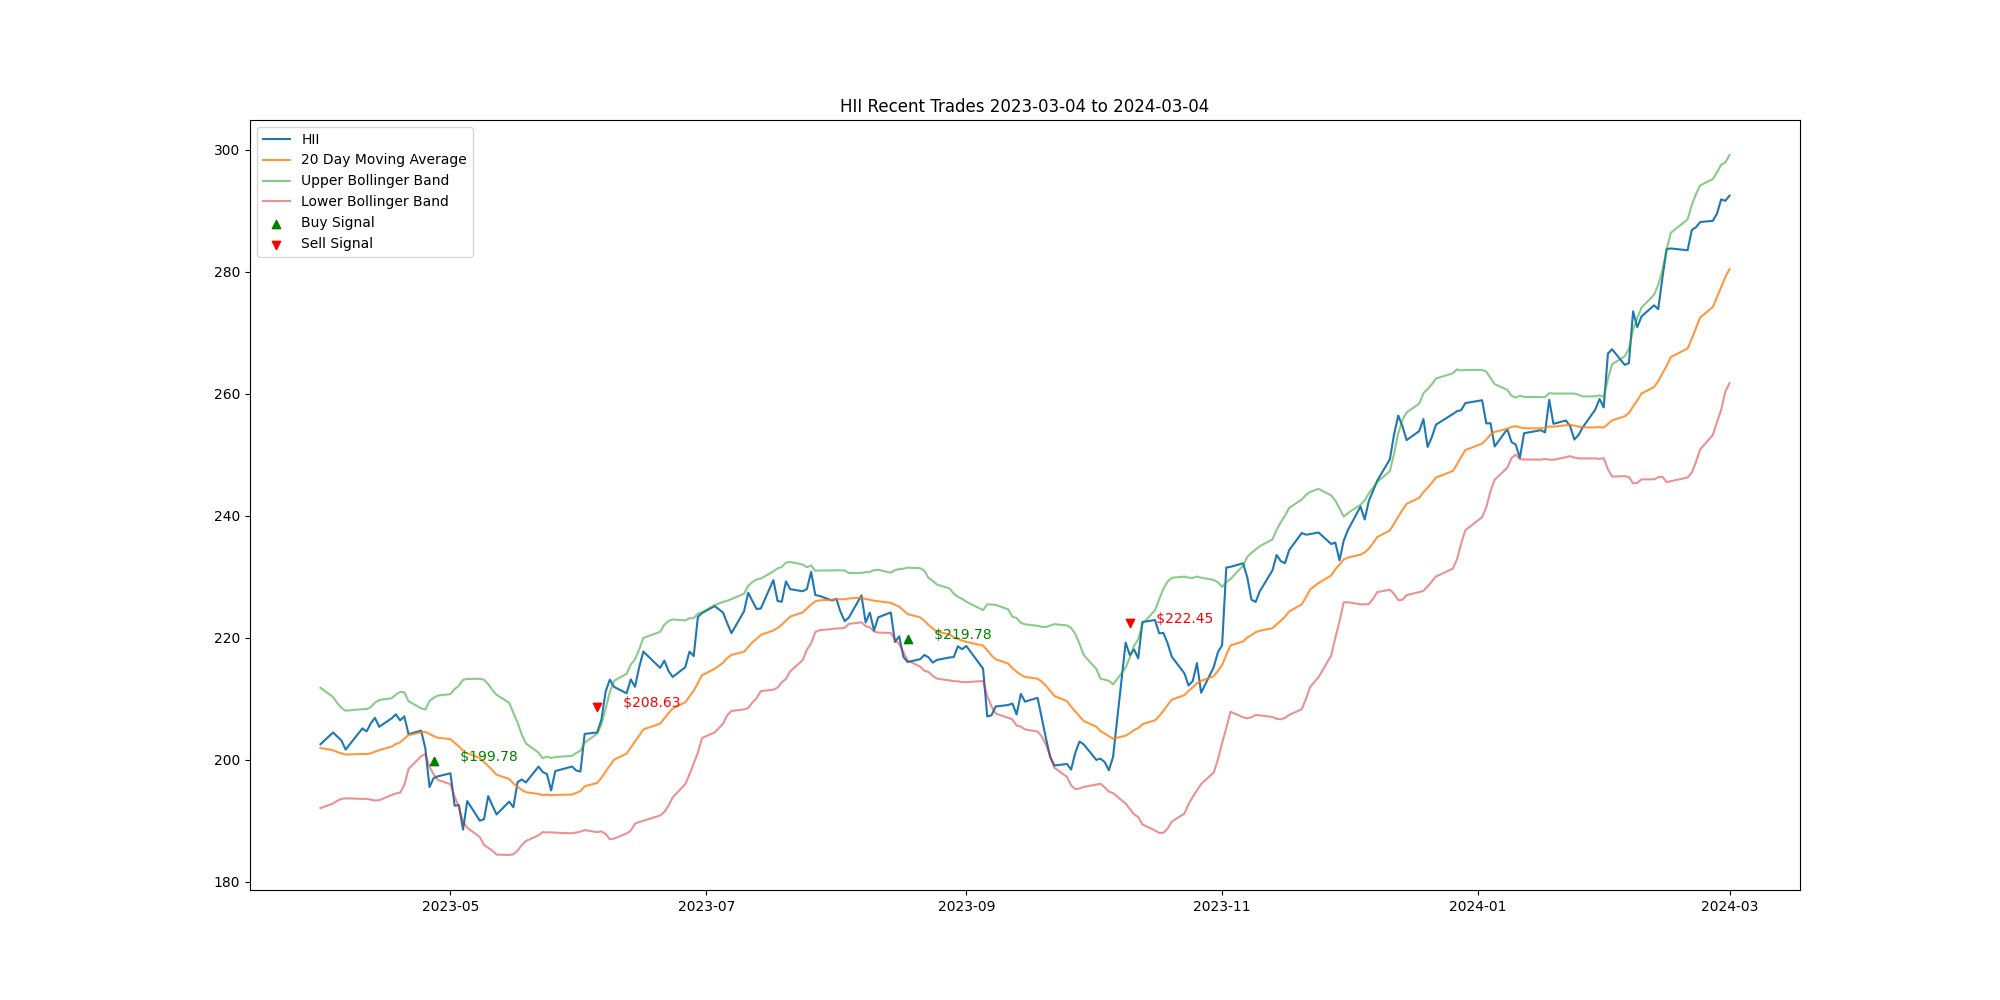 HII Recent Trades 2023-03-04 to 2024-03-04
HII
20 Day Moving Average
Upper Bollinger Band
Lower Bollinger Band
Buy Signal
Sell Signal
300
280
260
240
220
200
180
$199.78
$208.63
$219.78
$222.45
2023-05
2023-07
2023-09
2023-11
2024-01
2024-03